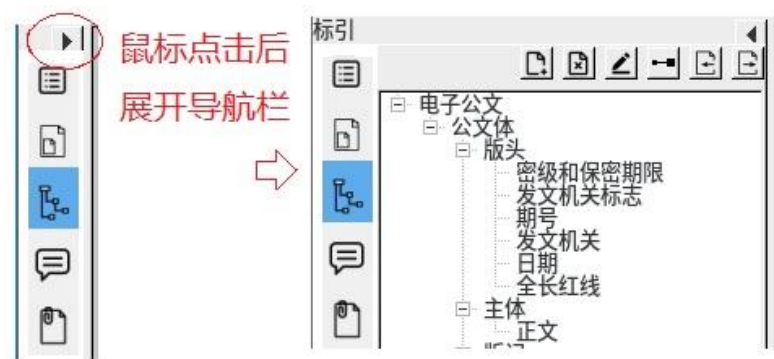 鼠标点击后
展开导航栏
标引
电子公文
公文体
版头
密级和保密期限
发文机关标志
期号
发文机关
日期
全长红线
主体
正文